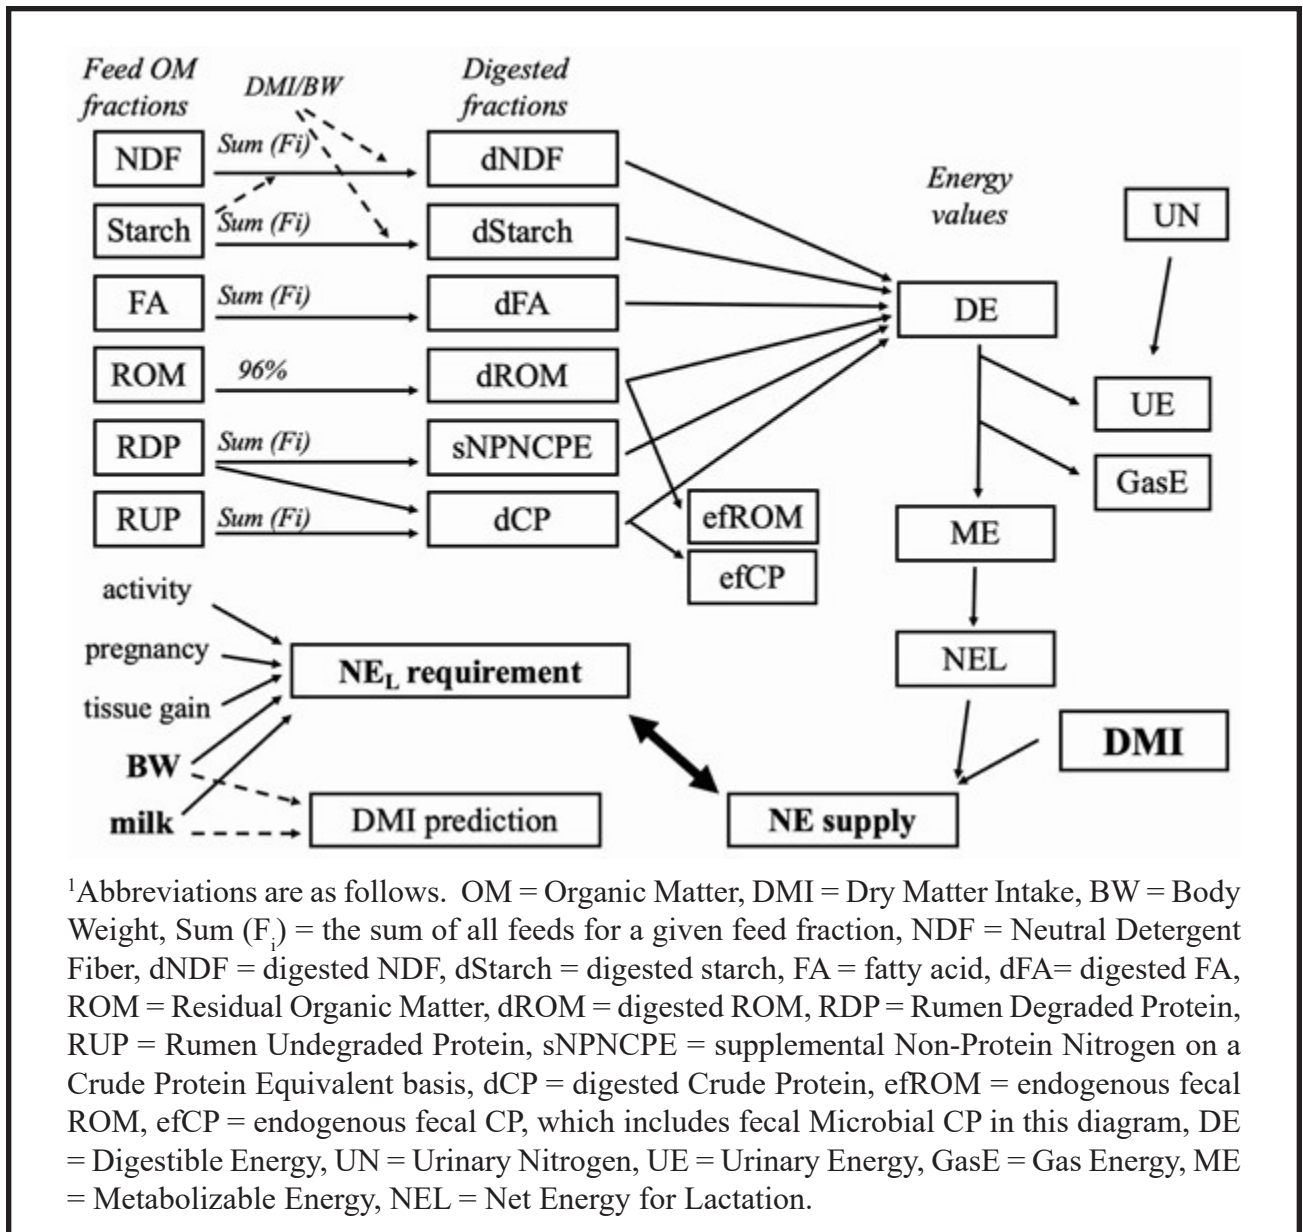 Feed OM
fractions
DMI/BW
Digested
fractions
NDF
Sum (Fi)
dNDF
Starch
Sum (Fi)
dStarch
FA
Sum (Fi)
dFA
ROM
96%
dROM
RDP
Sum (Fi)
sNPNCPE
RUP
Sum (Fi)
dCP
efROM
efCP
Energy
values
UN
DE
UE
GasE
ME
NEL
DMI
activity
pregnancy
tissue gain
BW
milk
NEL requirement
DMI prediction
NE supply
1Abbreviations are as follows. OM = Organic Matter, DMI = Dry Matter Intake, BW = Body
Weight, Sum (Fi) = the sum of all feeds for a given feed fraction, NDF = Neutral Detergent
Fiber, dNDF = digested NDF, dStarch = digested starch, FA = fatty acid, dFA= digested FA,
ROM = Residual Organic Matter, dROM = digested ROM, RDP = Rumen Degraded Protein,
RUP = Rumen Undegraded Protein, sNPNCPE = supplemental Non-Protein Nitrogen on a
Crude Protein Equivalent basis, dCP = digested Crude Protein, efROM = endogenous fecal
ROM, efCP = endogenous fecal CP, which includes fecal Microbial CP in this diagram, DE
= Digestible Energy, UN = Urinary Nitrogen, UE = Urinary Energy, GasE = Gas Energy, ME
= Metabolizable Energy, NEL = Net Energy for Lactation.